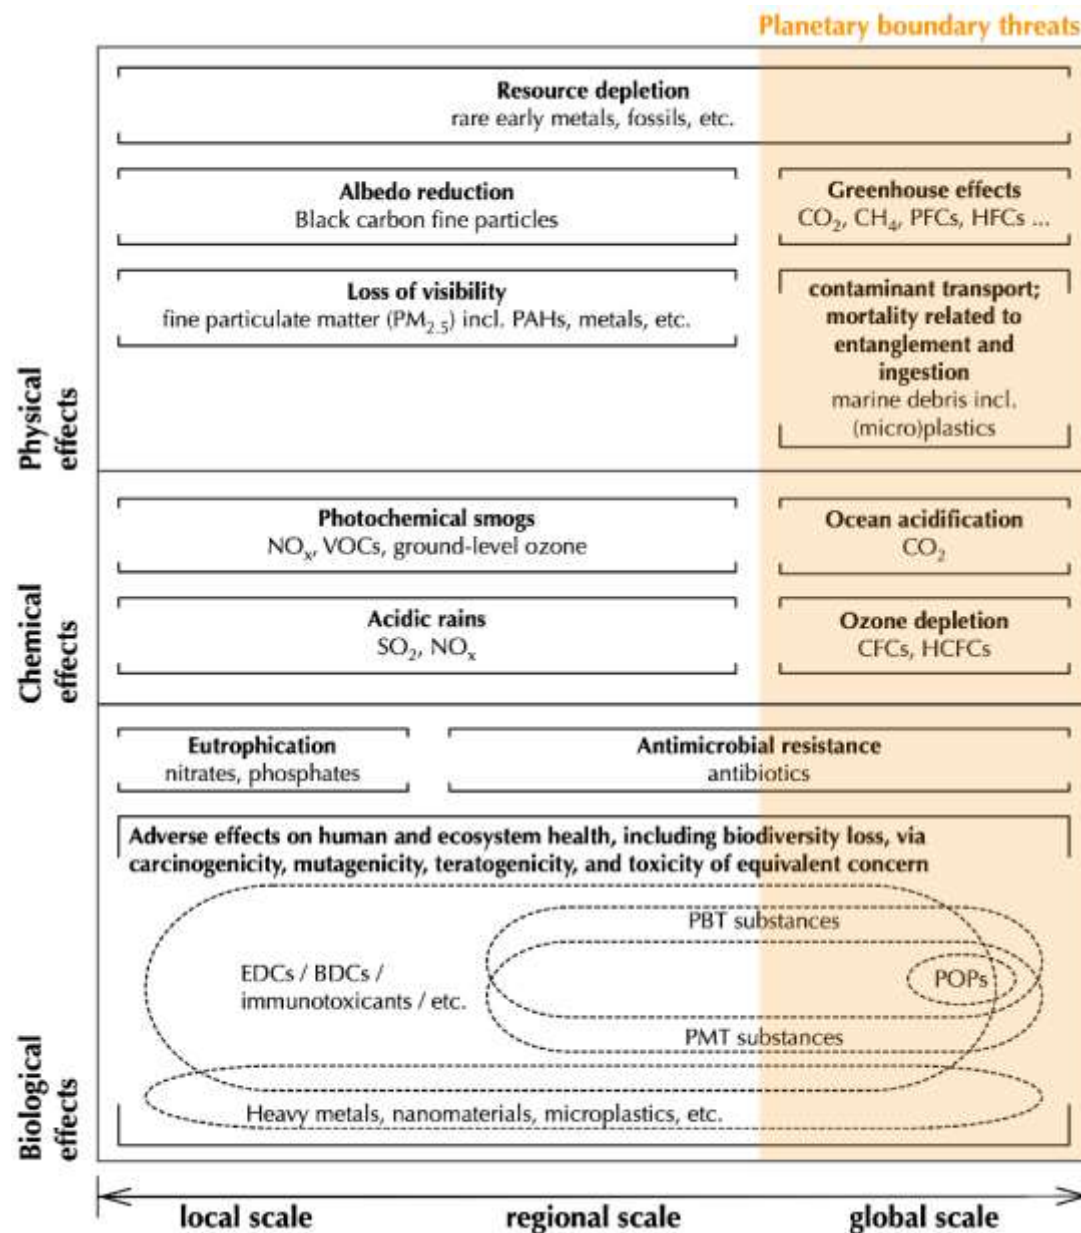 Planetary boundary threats
Resource depletion
rare early metals, fossils, etc.
Albedo reduction
Black carbon fine particles
Greenhouse effects
CO₂, CH₄, PFCs, HFCs ...
Loss of visibility
fine particulate matter (PM₂.₅) incl. PAHs, metals, etc.
contaminant transport;
mortality related to
entanglement and
ingestion
marine debris incl.
(micro)plastics
Physical
effects
Photochemical smogs
NOₓ, VOCs, ground-level ozone
Ocean acidification
CO₂
Acidic rains
SO₂, NOₓ
Ozone depletion
CFCs, HCFCs
Chemical
effects
Eutrophication
nitrates, phosphates
Antimicrobial resistance
antibiotics
Adverse effects on human and ecosystem health, including biodiversity loss, via
carcinogenicity, mutagenicity, teratogenicity, and toxicity of equivalent concern
PBT substances
EDCs / BDCs /
immunotoxicants / etc.
POPs
PMT substances
Heavy metals, nanomaterials, microplastics, etc.
Biological
effects
local scale
regional scale
global scale